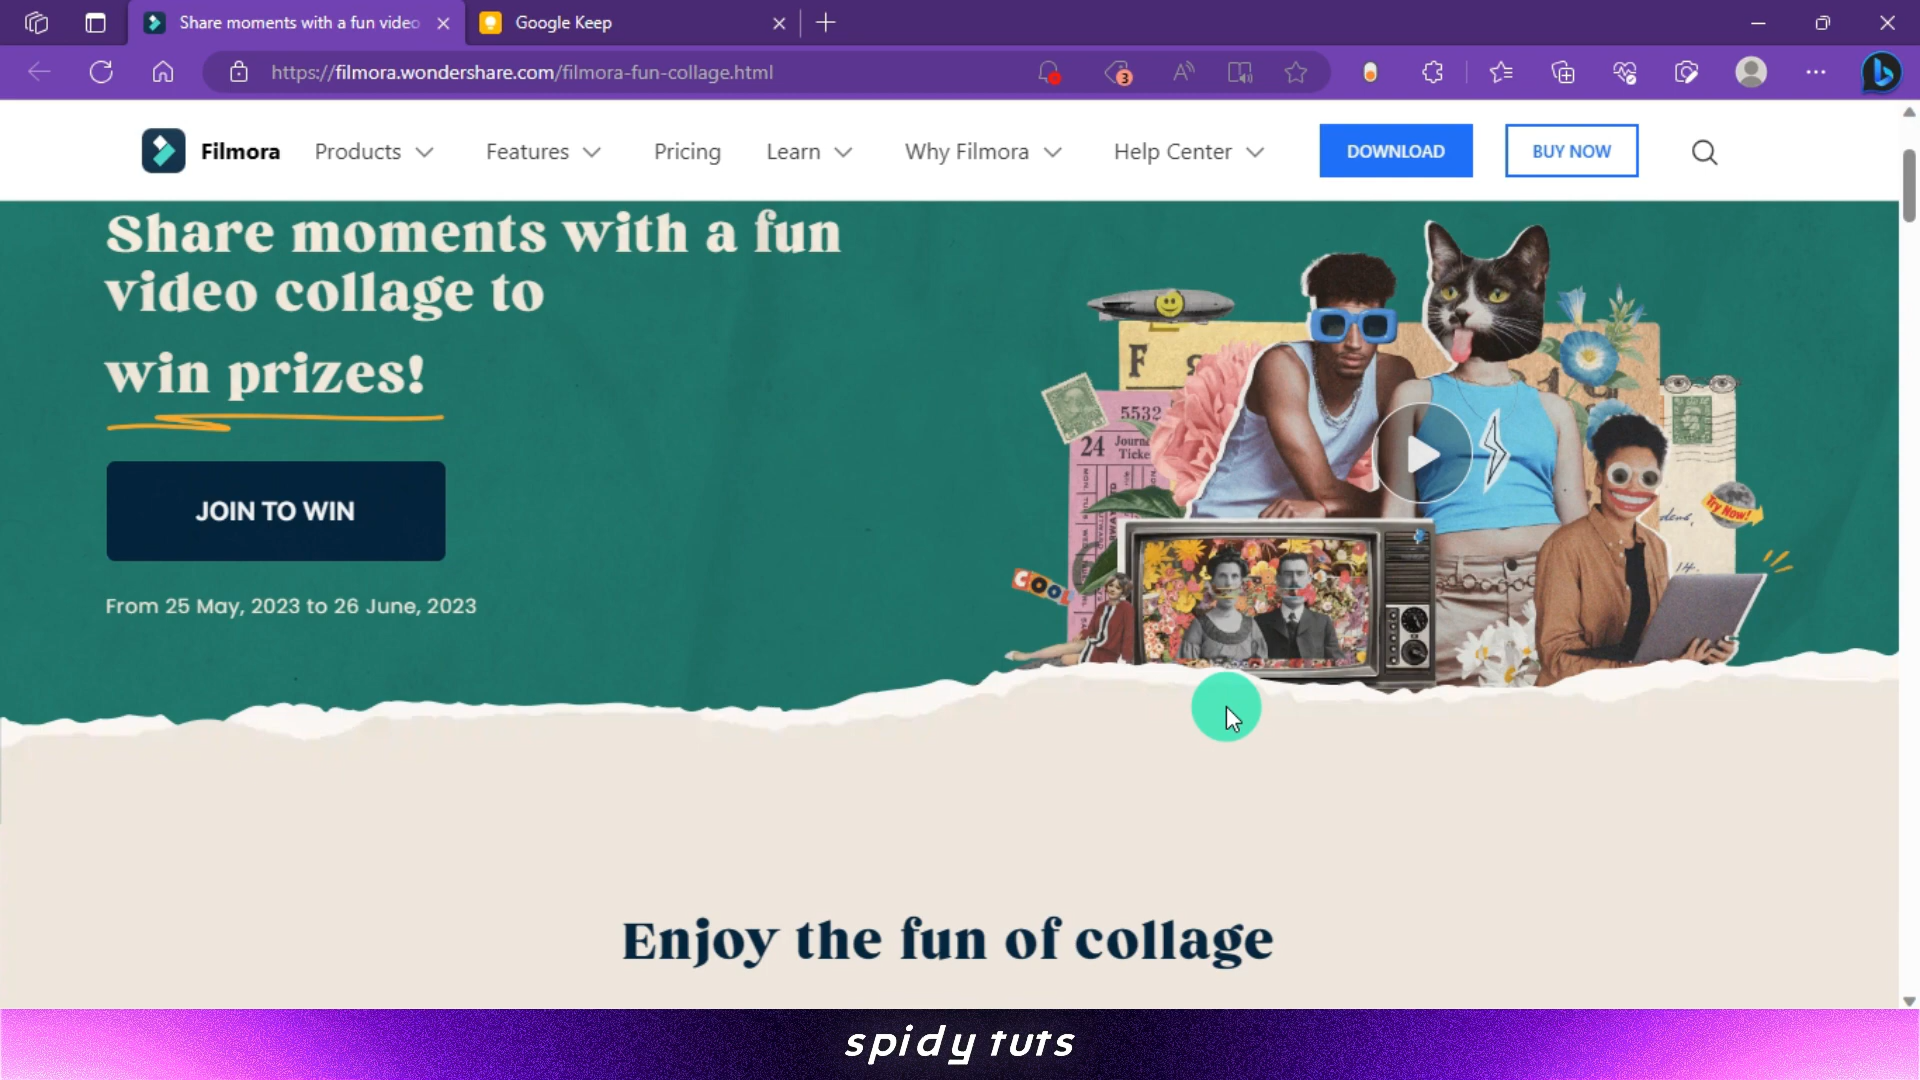 Share moments with a fun video
Google Keep
https://filmora.wondershare.com/filmora-fun-collage.html
3
Filmora
Products
Features
Pricing
Learn
Why Filmora
Help Center
DOWNLOAD
BUY NOW
Share moments with a fun
video collage to
win prizes!
JOIN TO WIN
From 25 May, 2023 to 26 June, 2023
F
5532
24
COOL
Try Now!
14.
Enjoy the fun of collage
spidy tuts